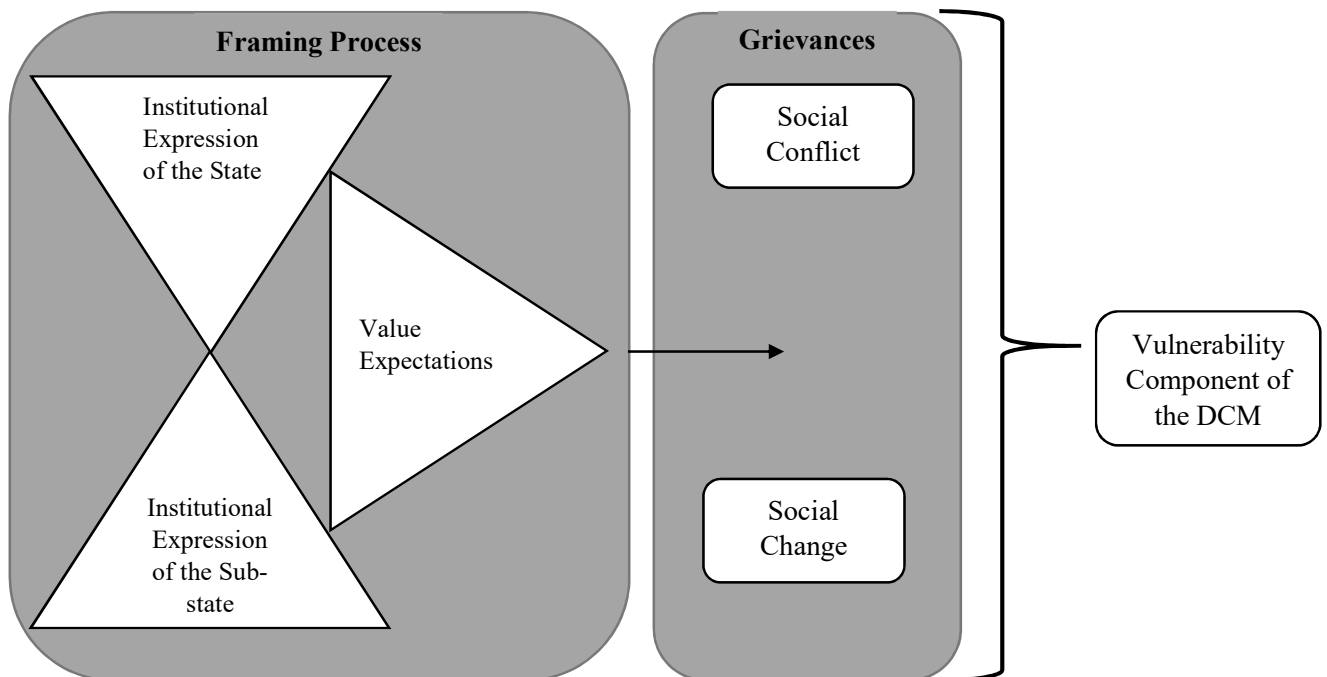 Framing Process
Institutional
Expression
of the State
Value
Expectations
Institutional
Expression
of the Sub-
state
Grievances
Social
Conflict
Social
Change
Vulnerability
Component of
the DCM